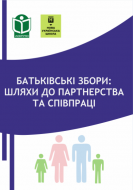 БАТЬКІВСЬКІ ЗБОРИ:
ШЛЯХИ ДО ПАРТНЕРСТВА
ТА СПІВПРАЦІ